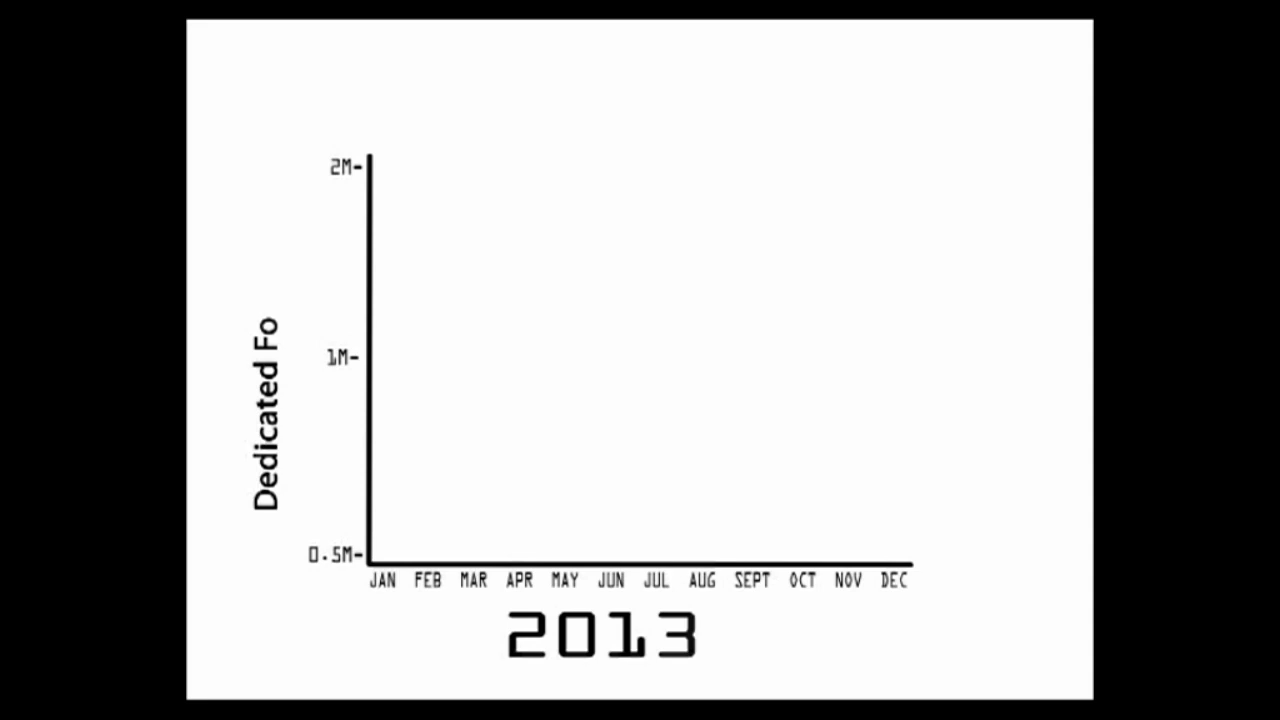 2M-
1M-
Dedicated Fo
0.5M-
JAN FEB MAR APR MAY JUN JUL AUG SEPT OCT NOV DEC
2013